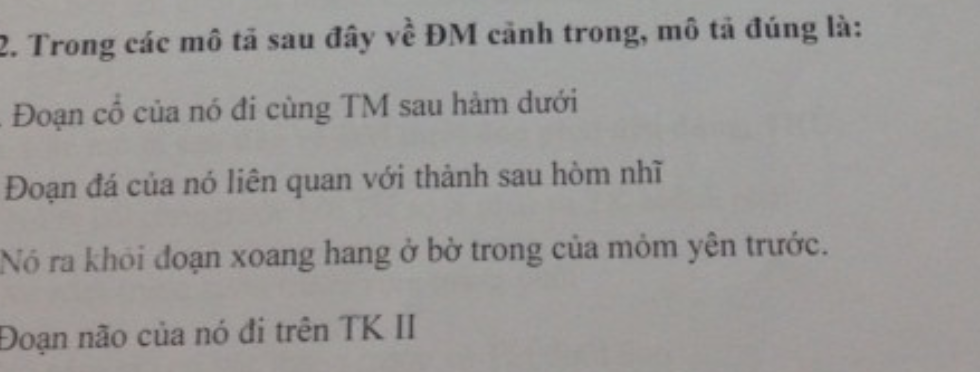 2. Trong các mô tả sau đây về ĐM cảnh trong, mô tả đúng là:
. Đoạn cổ của nó đi cùng TM sau hàm dưới
Đoạn đá của nó liên quan với thành sau hòm nhĩ
Nó ra khỏi đoạn xoang hang ở bờ trong của mỏm yên trước.
Đoạn não của nó đi trên TK II